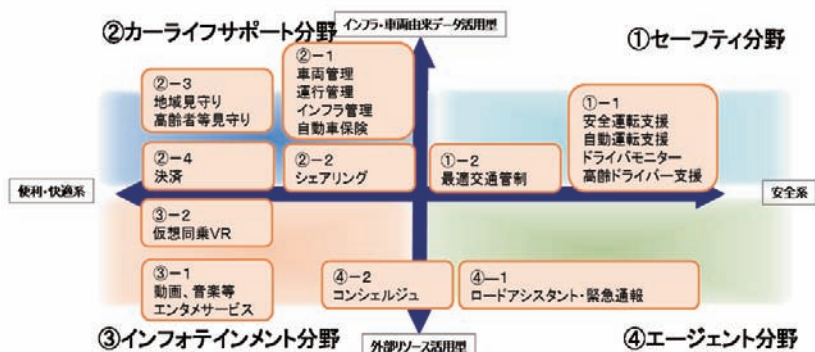 ②カーライフサポート分野
インフラ・車両由来データ活用型
①セーフティ分野
②－3
地域見守り
高齢者等見守り
②－1
車両管理
運行管理
インフラ管理
自動車保険
①－1
安全運転支援
自動運転支援
ドライバモニター
高齢ドライバー支援
②－4
決済
②－2
シェアリング
①－2
最適交通管制
便利・快適系
安全系
③－2
仮想同乗VR
③－1
動画、音楽等
エンタメサービス
④－2
コンシェルジュ
④―1
ロードアシスタント・緊急通報
③インフォテインメント分野
外部リソース活用型
④エージェント分野